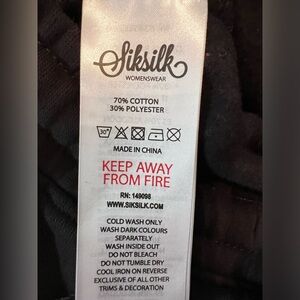 Siksilk
WOMENSWEAR
70% COTTON
30% POLYESTER
30°
MADE IN CHINA
KEEP AWAY
FROM FIRE
RN: 149098
WWW.SIKSILK.COM
COLD WASH ONLY
WASH DARK COLOURS
SEPARATELY
WASH INSIDE OUT
DO NOT BLEACH
DO NOT TUMBLE DRY
COOL IRON ON REVERSE
EXCLUSIVE OF ALL OTHER
TRIMS & DECORATION